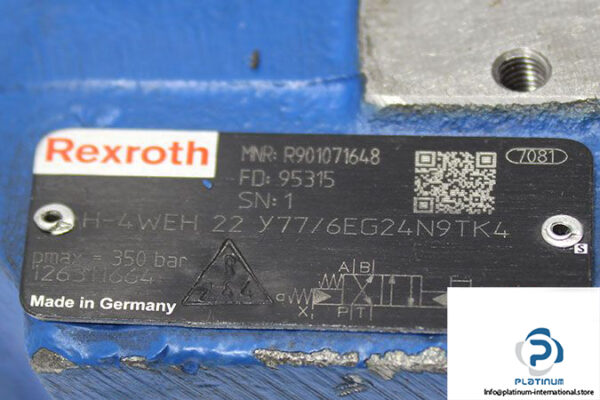 Rexroth
MNR: R901071648
7081
FD: 95315
SN: 1
H-4WEH 22 Y77/6EG24N9TK4
pmax = 350 bar
Made in Germany
A B
a
X P T
S
PLATINUM
Info@platinum-international.store